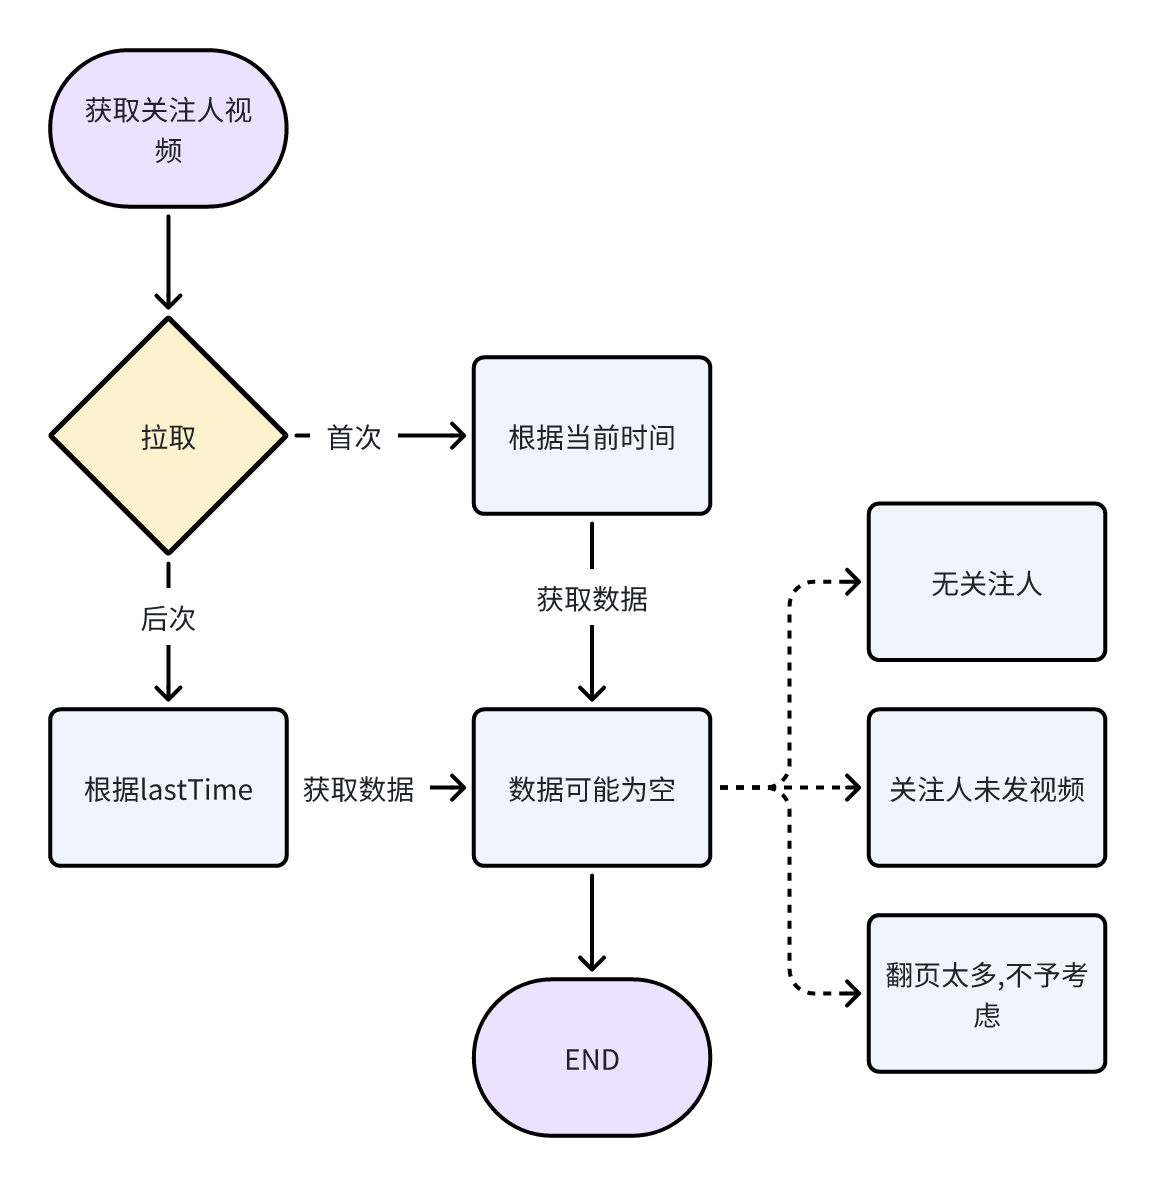 获取关注人视
频
拉取
首次
根据当前时间
无关注人
后次
获取数据
根据lastTime
获取数据
数据可能为空
关注人未发视频
翻页太多,不予考
虑
END